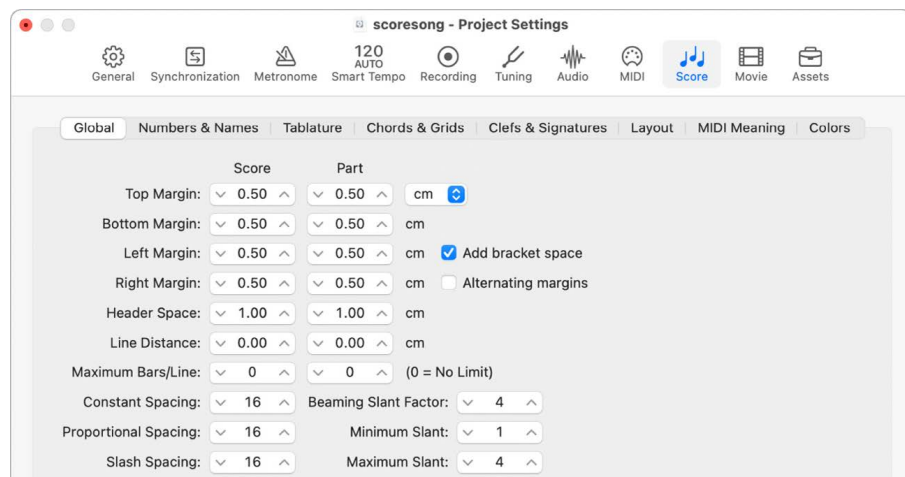 scoresong - Project Settings
120
AUTO
General Synchronization Metronome Smart Tempo Recording Tuning Audio MIDI Score Movie Assets
Global Numbers & Names Tablature Chords & Grids Clefs & Signatures Layout MIDI Meaning Colors
Score Part
Top Margin: 0.50 0.50 cm
Bottom Margin: 0.50 0.50 cm
Left Margin: 0.50 0.50 cm Add bracket space
Right Margin: 0.50 0.50 cm Alternating margins
Header Space: 1.00 1.00 cm
Line Distance: 0.00 0.00 cm
Maximum Bars/Line: 0 0 (0 = No Limit)
Constant Spacing: 16 Beaming Slant Factor: 4
Proportional Spacing: 16 Minimum Slant: 1
Slash Spacing: 16 Maximum Slant: 4